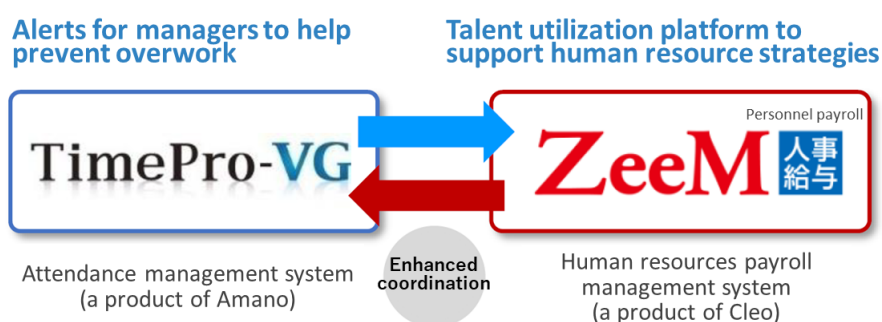 Alerts for managers to help
prevent overwork
Talent utilization platform to
support human resource strategies
TimePro-VG
Personnel payroll
ZeeM
人事
給与
Enhanced
coordination
Attendance management system
(a product of Amano)
Human resources payroll
management system
(a product of Cleo)